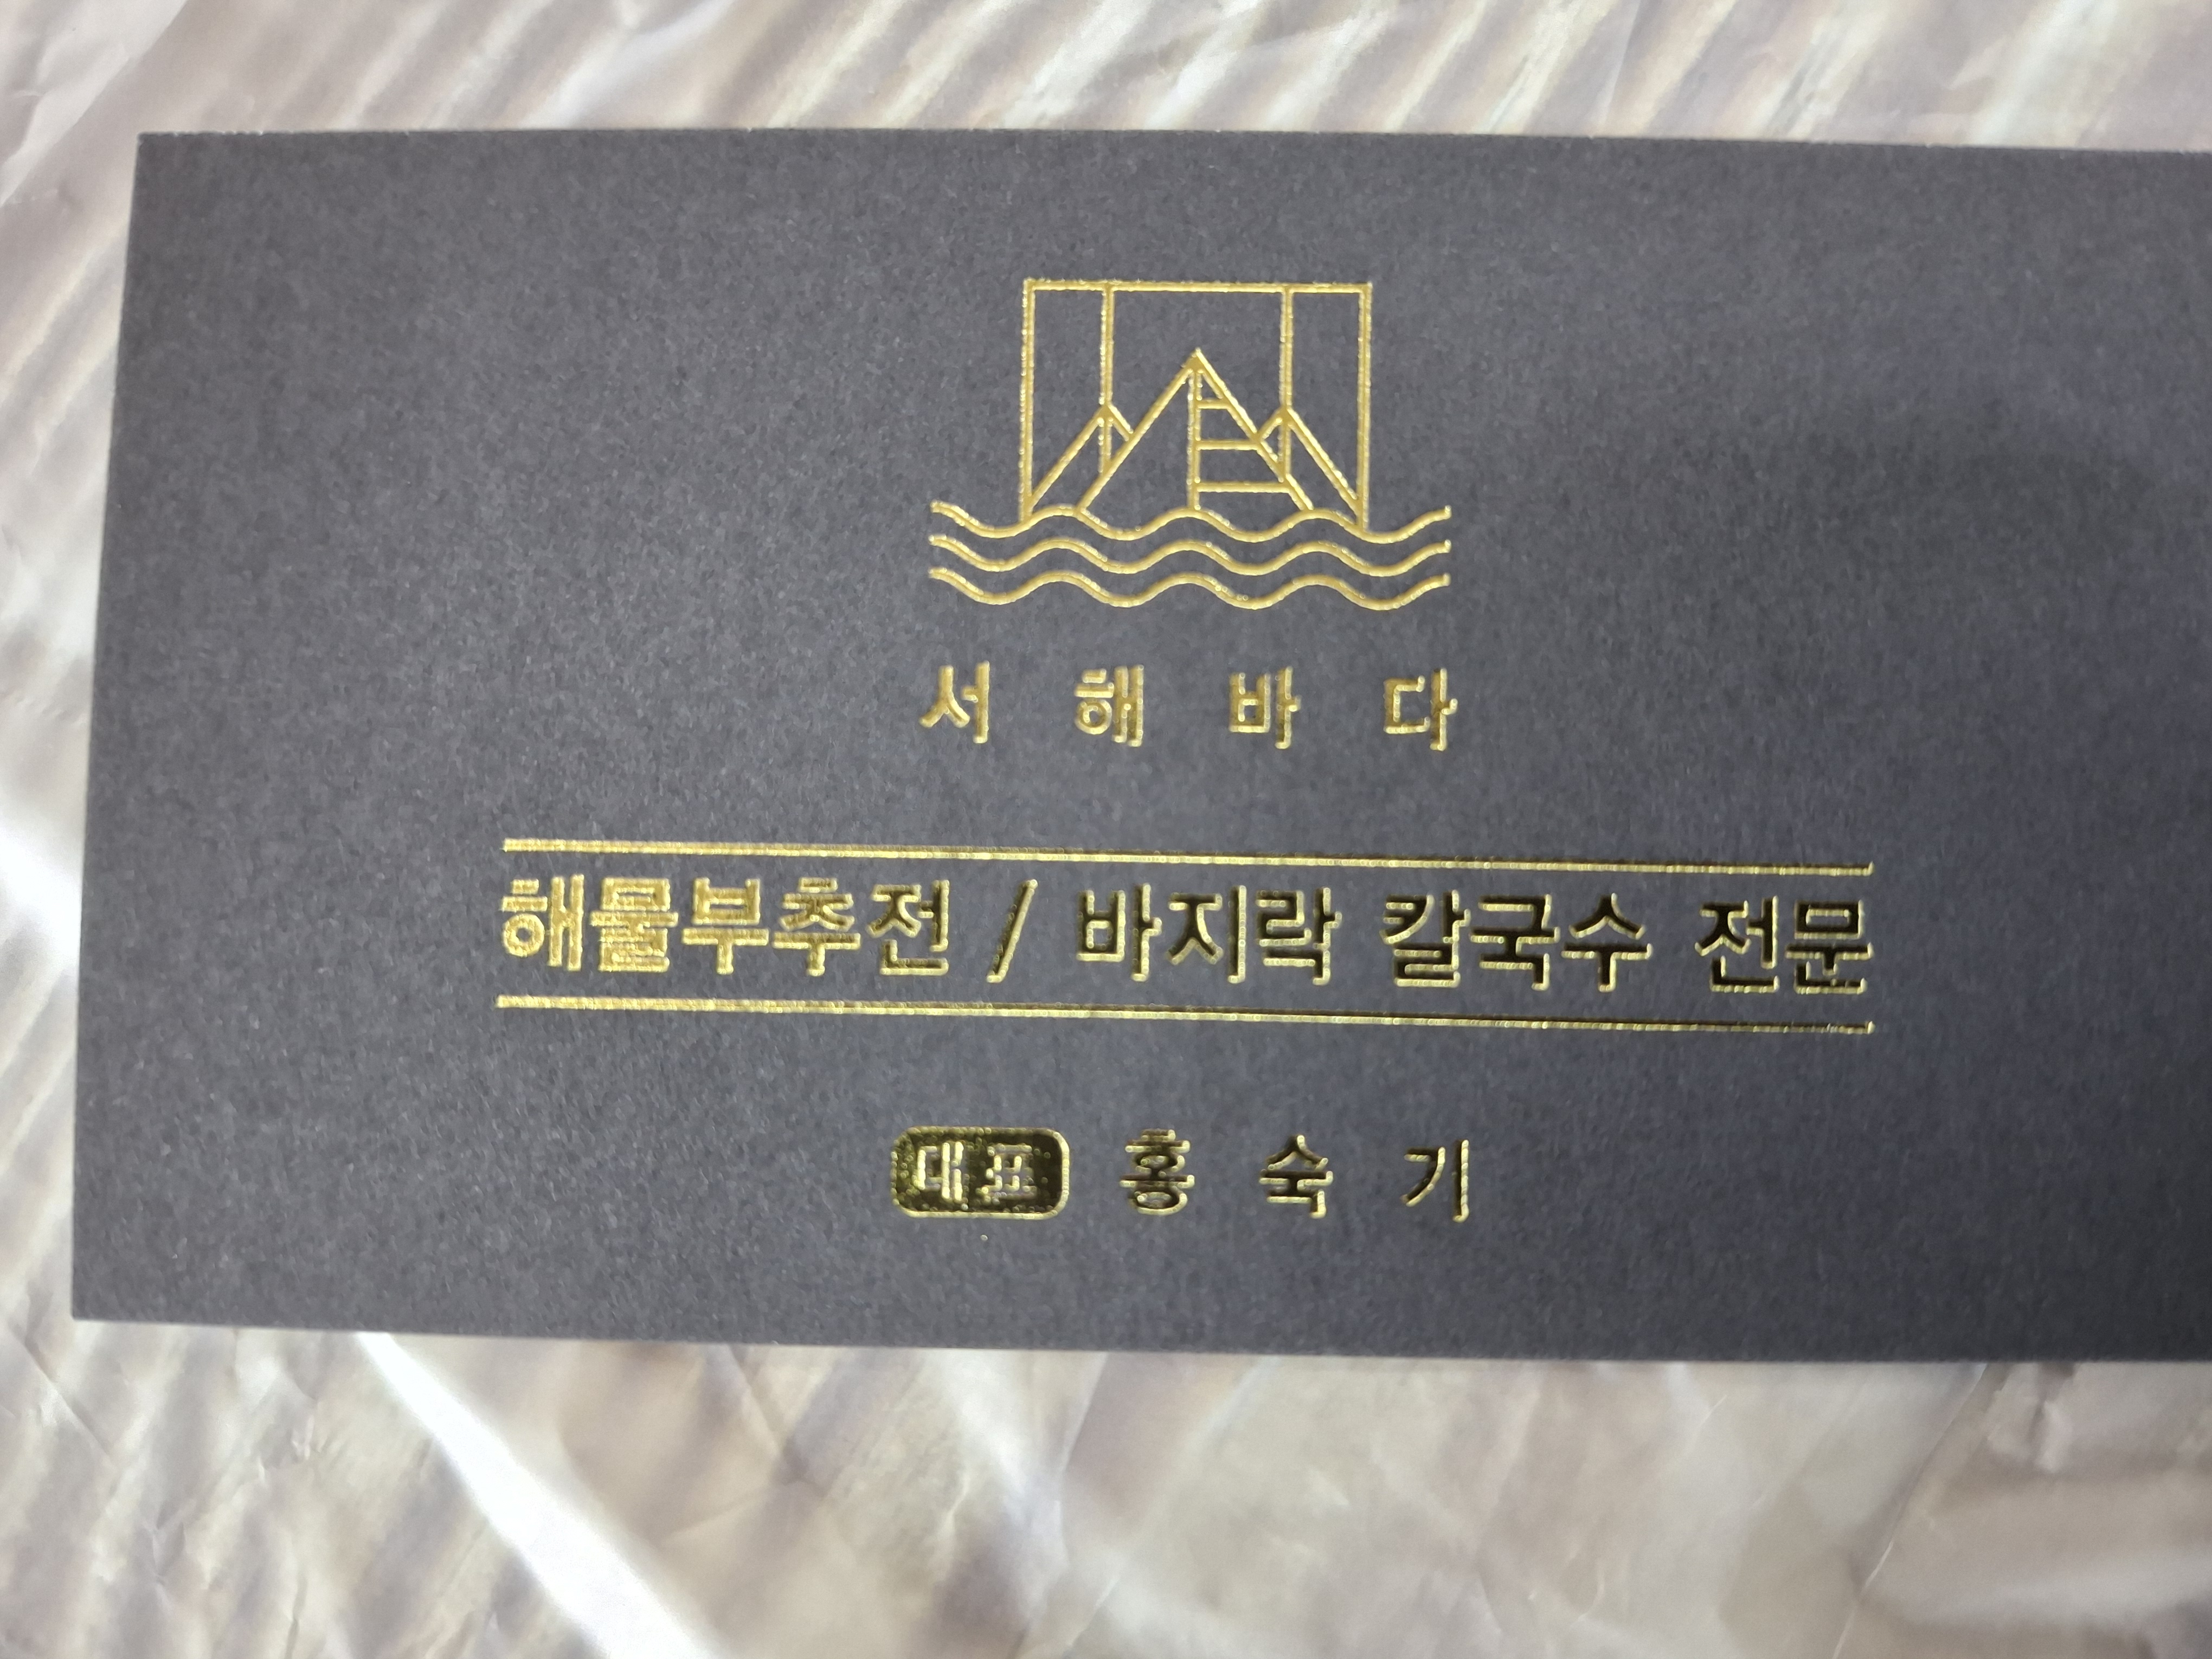 서해바다
해물부추전 / 바지락 칼국수 전문
대표 홍숙기